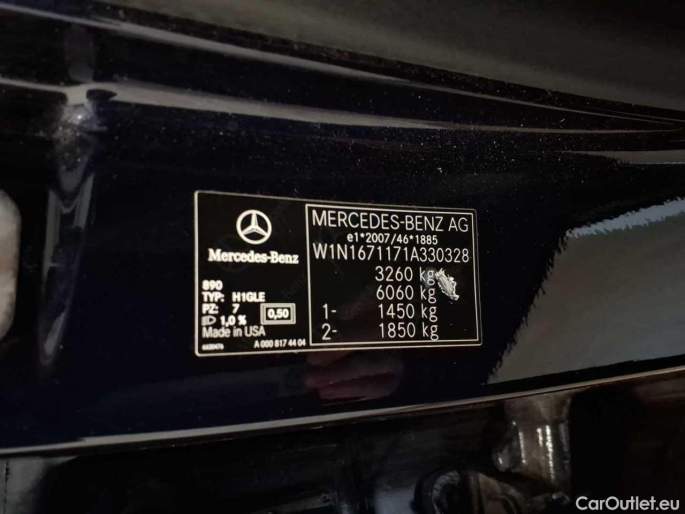 Mercedes-Benz
890
TYP: H1GLE
PZ: 7
1,0 % 0,50
Made in USA
A 000 817 44 04
MERCEDES-BENZ AG
e1*2007/46*1885
W1N1671171A330328
3260 kg
6060 kg
1- 1450 kg
2- 1850 kg
CarOutlet.eu